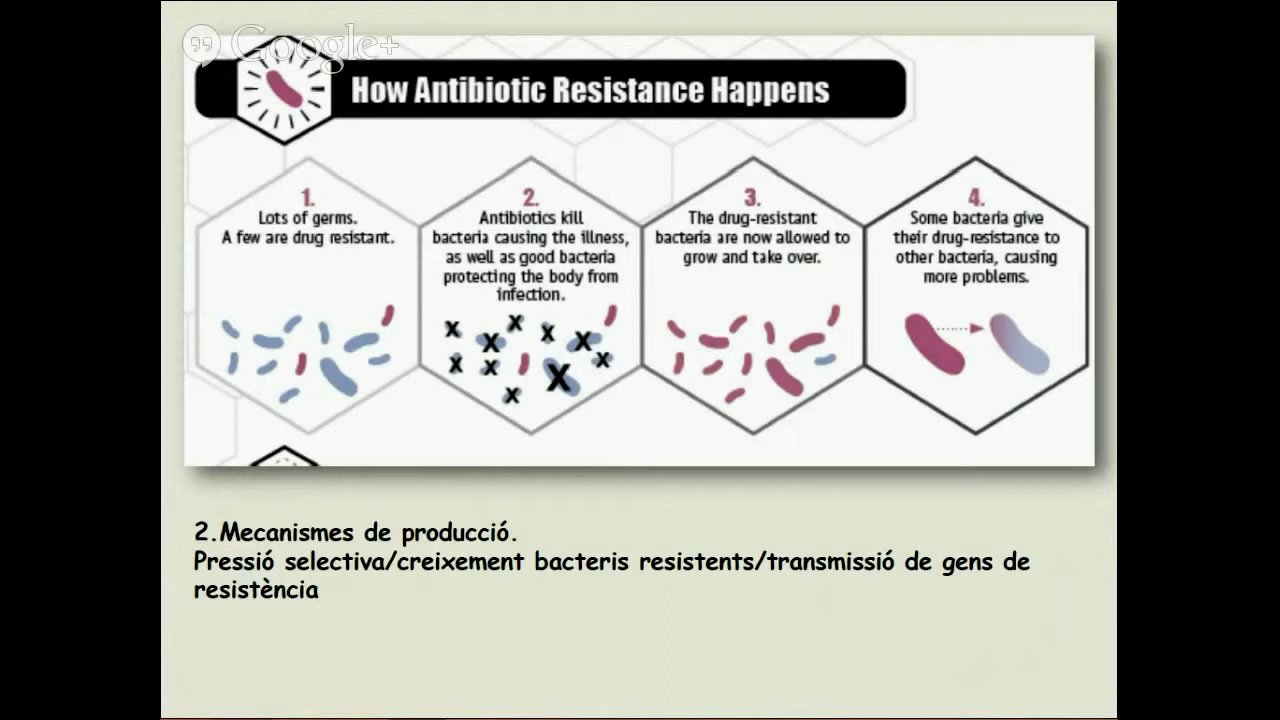 Google+
How Antibiotic Resistance Happens
1.
Lots of germs.
A few are drug resistant.
2.
Antibiotics kill
bacteria causing the illness,
as well as good bacteria
protecting the body from
infection.
X X X X X X X X X X X
3.
The drug-resistant
bacteria are now allowed to
grow and take over.
4.
Some bacteria give
their drug-resistance to
other bacteria, causing
more problems.
2.Mecanismes de producció.
Pressió selectiva/creixement bacteris resistents/transmissió de gens de
resistència